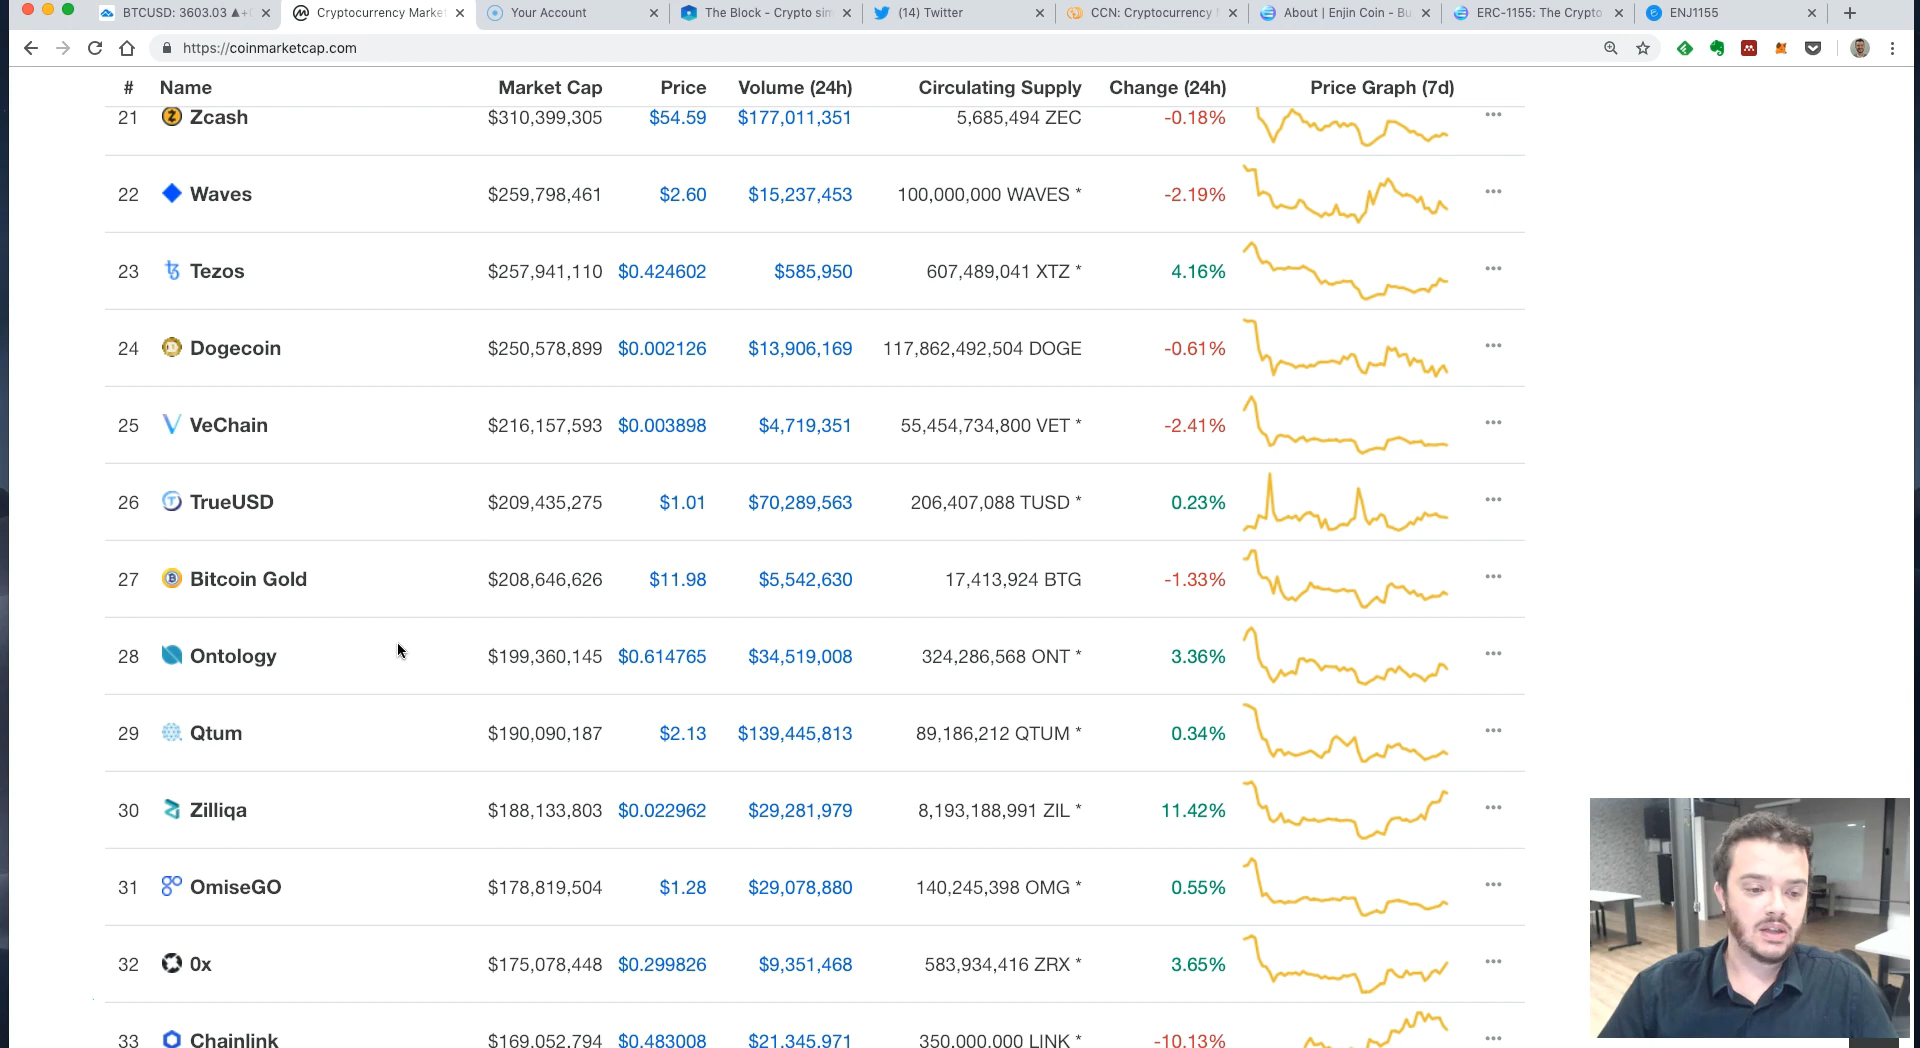 BTCUSD: 3603.03 ▲+
Cryptocurrency Marke
Your Account
The Block - Crypto sim
(14) Twitter
CCN: Cryptocurrency
About | Enjin Coin - Bu
ERC-1155: The Crypto
ENJ1155
https://coinmarketcap.com
# Name Market Cap Price Volume (24h) Circulating Supply Change (24h) Price Graph (7d)
21 Zcash $310,399,305 $54.59 $177,011,351 5,685,494 ZEC -0.18%
22 Waves $259,798,461 $2.60 $15,237,453 100,000,000 WAVES * -2.19%
23 Tezos $257,941,110 $0.424602 $585,950 607,489,041 XTZ * 4.16%
24 Dogecoin $250,578,899 $0.002126 $13,906,169 117,862,492,504 DOGE -0.61%
25 VeChain $216,157,593 $0.003898 $4,719,351 55,454,734,800 VET * -2.41%
26 TrueUSD $209,435,275 $1.01 $70,289,563 206,407,088 TUSD * 0.23%
27 Bitcoin Gold $208,646,626 $11.98 $5,542,630 17,413,924 BTG -1.33%
28 Ontology $199,360,145 $0.614765 $34,519,008 324,286,568 ONT * 3.36%
29 Qtum $190,090,187 $2.13 $139,445,813 89,186,212 QTUM * 0.34%
30 Zilliqa $188,133,803 $0.022962 $29,281,979 8,193,188,991 ZIL * 11.42%
31 OmiseGO $178,819,504 $1.28 $29,078,880 140,245,398 OMG * 0.55%
32 0x $175,078,448 $0.299826 $9,351,468 583,934,416 ZRX * 3.65%
33 Chainlink $169,052,794 $0.483008 $21,345,971 350,000,000 LINK * -10.13%